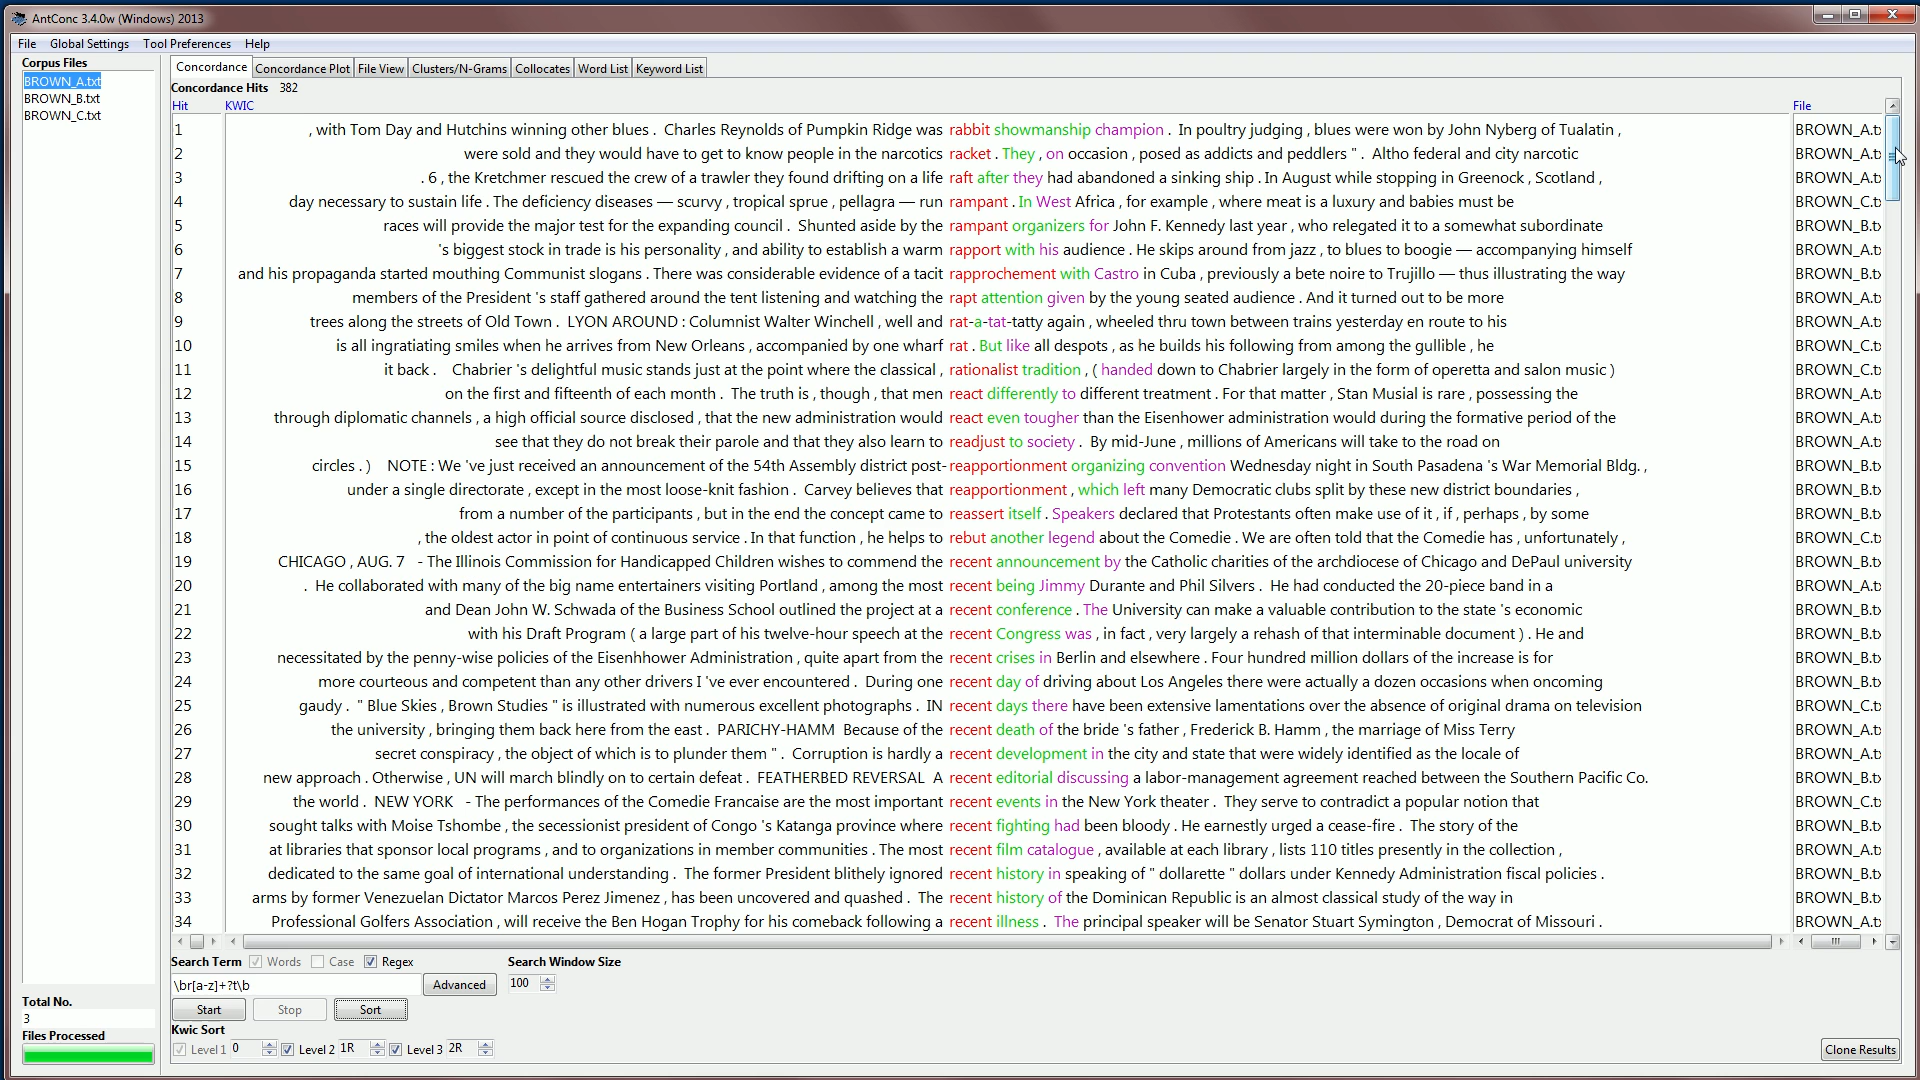 AntConc 3.4.0w (Windows) 2013
File Global Settings Tool Preferences Help
Corpus Files
BROWN_A.txt
BROWN_B.txt
BROWN_C.txt
Concordance Concordance Plot File View Clusters/N-Grams Collocates Word List Keyword List
Concordance Hits 382
Hit KWIC File
1 , with Tom Day and Hutchins winning other blues . Charles Reynolds of Pumpkin Ridge was rabbit showmanship champion . In poultry judging , blues were won by John Nyberg of Tualatin , BROWN_A.t
2 were sold and they would have to get to know people in the narcotics racket . They , on occasion , posed as addicts and peddlers " . Altho federal and city narcotic BROWN_A.t
3 . 6 , the Kretchmer rescued the crew of a trawler they found drifting on a life raft after they had abandoned a sinking ship . In August while stopping in Greenock , Scotland , BROWN_A.t
4 day necessary to sustain life . The deficiency diseases — scurvy , tropical sprue , pellagra — run rampant . In West Africa , for example , where meat is a luxury and babies must be BROWN_C.t
5 races will provide the major test for the expanding council . Shunted aside by the rampant organizers for John F. Kennedy last year , who relegated it to a somewhat subordinate BROWN_B.t
6 's biggest stock in trade is his personality , and ability to establish a warm rapport with his audience . He skips around from jazz , to blues to boogie — accompanying himself BROWN_A.t
7 and his propaganda started mouthing Communist slogans . There was considerable evidence of a tacit rapprochement with Castro in Cuba , previously a bete noire to Trujillo — thus illustrating the way BROWN_B.t
8 members of the President 's staff gathered around the tent listening and watching the rapt attention given by the young seated audience . And it turned out to be more BROWN_A.t
9 trees along the streets of Old Town . LYON AROUND : Columnist Walter Winchell , well and rat-a-tat-tatty again , wheeled thru town between trains yesterday en route to his BROWN_A.t
10 is all ingratiating smiles when he arrives from New Orleans , accompanied by one wharf rat . But like all despots , as he builds his following from among the gullible , he BROWN_C.t
11 it back . Chabrier 's delightful music stands just at the point where the classical , rationalist tradition , ( handed down to Chabrier largely in the form of operetta and salon music ) BROWN_C.t
12 on the first and fifteenth of each month . The truth is , though , that men react differently to different treatment . For that matter , Stan Musial is rare , possessing the BROWN_A.t
13 through diplomatic channels , a high official source disclosed , that the new administration would react even tougher than the Eisenhower administration would during the formative period of the BROWN_A.t
14 see that they do not break their parole and that they also learn to readjust to society . By mid-June , millions of Americans will take to the road on BROWN_A.t
15 circles . ) NOTE : We 've just received an announcement of the 54th Assembly district post-reapportionment organizing convention Wednesday night in South Pasadena 's War Memorial Bldg. , BROWN_B.t
16 under a single directorate , except in the most loose-knit fashion . Carvey believes that reapportionment , which left many Democratic clubs split by these new district boundaries , BROWN_B.t
17 from a number of the participants , but in the end the concept came to reassert itself . Speakers declared that Protestants often make use of it , if , perhaps , by some BROWN_B.t
18 , the oldest actor in point of continuous service . In that function , he helps to rebut another legend about the Comedie . We are often told that the Comedie has , unfortunately , BROWN_C.t
19 CHICAGO , AUG. 7 - The Illinois Commission for Handicapped Children wishes to commend the recent announcement by the Catholic charities of the archdiocese of Chicago and DePaul university BROWN_B.t
20 . He collaborated with many of the big name entertainers visiting Portland , among the most recent being Jimmy Durante and Phil Silvers . He had conducted the 20-piece band in a BROWN_A.t
21 and Dean John W. Schwada of the Business School outlined the project at a recent conference . The University can make a valuable contribution to the state 's economic BROWN_B.t
22 with his Draft Program ( a large part of his twelve-hour speech at the recent Congress was , in fact , very largely a rehash of that interminable document ) . He and BROWN_B.t
23 necessitated by the penny-wise policies of the Eisenhhower Administration , quite apart from the recent crises in Berlin and elsewhere . Four hundred million dollars of the increase is for BROWN_B.t
24 more courteous and competent than any other drivers I 've ever encountered . During one recent day of driving about Los Angeles there were actually a dozen occasions when oncoming BROWN_B.t
25 gaudy . " Blue Skies , Brown Studies " is illustrated with numerous excellent photographs . IN recent days there have been extensive lamentations over the absence of original drama on television BROWN_C.t
26 the university , bringing them back here from the east . PARICHY-HAMM Because of the recent death of the bride 's father , Frederick B. Hamm , the marriage of Miss Terry BROWN_A.t
27 secret conspiracy , the object of which is to plunder them " . Corruption is hardly a recent development in the city and state that were widely identified as the locale of BROWN_A.t
28 new approach . Otherwise , UN will march blindly on to certain defeat . FEATHERBED REVERSAL A recent editorial discussing a labor-management agreement reached between the Southern Pacific Co. BROWN_B.t
29 the world . NEW YORK - The performances of the Comedie Francaise are the most important recent events in the New York theater . They serve to contradict a popular notion that BROWN_C.t
30 sought talks with Moise Tshombe , the secessionist president of Congo 's Katanga province where recent fighting had been bloody . He earnestly urged a cease-fire . The story of the BROWN_B.t
31 at libraries that sponsor local programs , and to organizations in member communities . The most recent film catalogue , available at each library , lists 110 titles presently in the collection , BROWN_A.t
32 dedicated to the same goal of international understanding . The former President blithely ignored recent history in speaking of " dollarette " dollars under Kennedy Administration fiscal policies . BROWN_B.t
33 arms by former Venezuelan Dictator Marcos Perez Jimenez , has been uncovered and quashed . The recent history of the Dominican Republic is an almost classical study of the way in BROWN_B.t
34 Professional Golfers Association , will receive the Ben Hogan Trophy for his comeback following a recent illness . The principal speaker will be Senator Stuart Symington , Democrat of Missouri . BROWN_A.t
Search Term Words Case Regex Search Window Size
\br[a-z]+?t\b Advanced 100
Total No.
3
Start Stop Sort
Files Processed
Kwic Sort
Level 1 0 Level 2 1R Level 3 2R
Clone Results